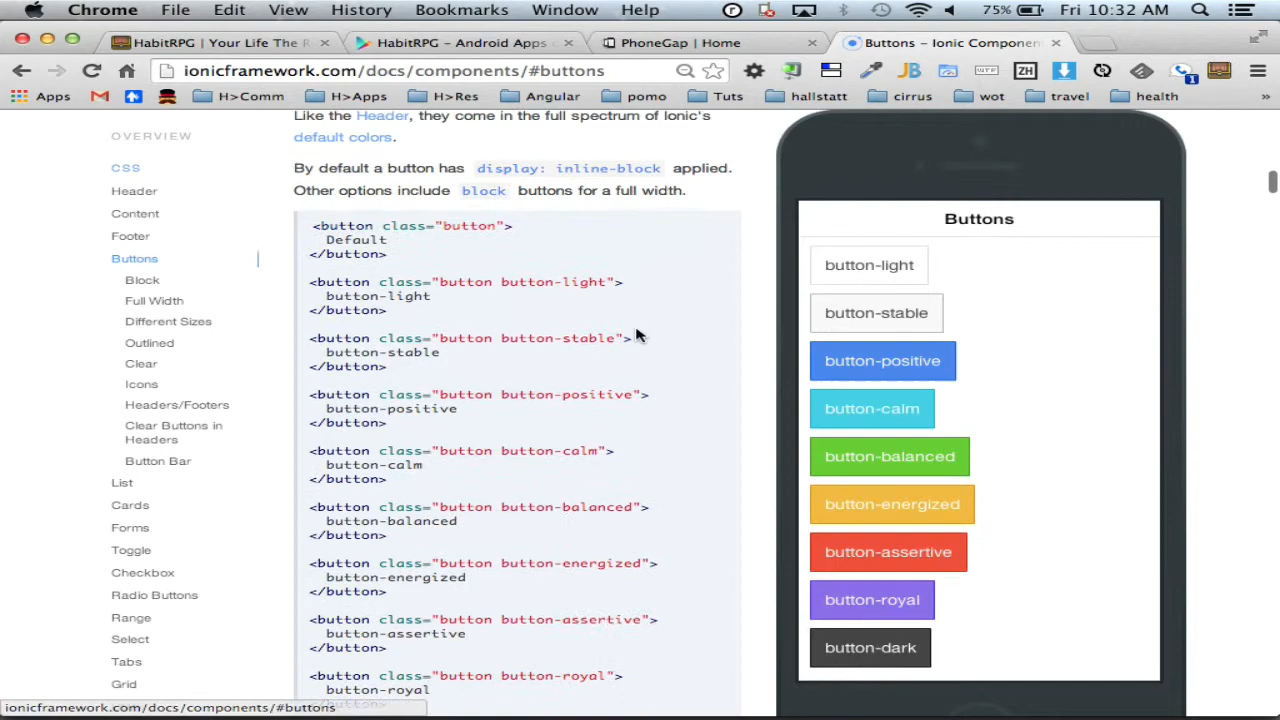 Chrome File Edit View History Bookmarks Window Help 75% Fri 10:32 AM
HabitRPG | Your Life The R
HabitRPG - Android Apps
PhoneGap | Home
Buttons – Ionic Componen
ionicframework.com/docs/components/#buttons
Apps H>Comm H>Apps H>Res Angular pomo Tuts hallstatt cirrus wot travel health »
OVERVIEW
CSS
Header
Content
Footer
Buttons
Block
Full Width
Different Sizes
Outlined
Clear
Icons
Headers/Footers
Clear Buttons in
Headers
Button Bar
List
Cards
Forms
Toggle
Checkbox
Radio Buttons
Range
Select
Tabs
Grid
Like the Header, they come in the full spectrum of Ionic's
default colors.
By default a button has display: inline-block applied.
Other options include block buttons for a full width.
<button class="button">
Default
</button>
<button class="button button-light">
button-light
</button>
<button class="button button-stable">
button-stable
</button>
<button class="button button-positive">
button-positive
</button>
<button class="button button-calm">
button-calm
</button>
<button class="button button-balanced">
button-balanced
</button>
<button class="button button-energized">
button-energized
</button>
<button class="button button-assertive">
button-assertive
</button>
<button class="button button-royal">
button-royal
</button>
Buttons
button-light
button-stable
button-positive
button-calm
button-balanced
button-energized
button-assertive
button-royal
button-dark
ionicframework.com/docs/components/#buttons